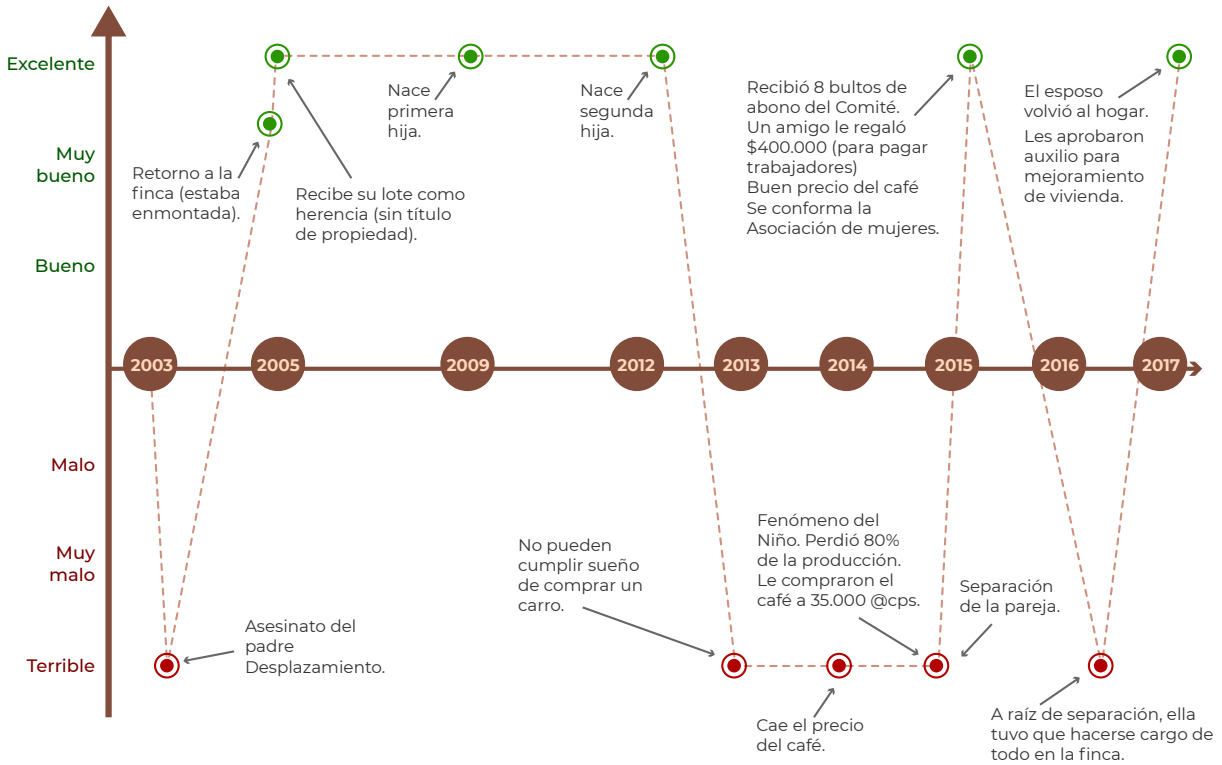 Excelente
Muy
bueno
Bueno
Malo
Muy
malo
Terrible
Retorno a la
finca (estaba
enmontada).
Recibe su lote como
herencia (sin título
de propiedad).
Nace
primera
hija.
Nace
segunda
hija.
Recibió 8 bultos de
abono del Comité.
Un amigo le regaló
$400.000 (para pagar
trabajadores)
Buen precio del café
Se conforma la
Asociación de mujeres.
El esposo
volvió al hogar.
Les aprobaron
auxilio para
mejoramiento
de vivienda.
2003
2005
2009
2012
2013
2014
2015
2016
2017
Asesinato del
padre
Desplazamiento.
No pueden
cumplir sueño
de comprar un
carro.
Cae el precio
del café.
Fenómeno del
Niño. Perdió 80%
de la producción.
Le compraron el
café a 35.000 @cps.
Separación
de la pareja.
A raíz de separación, ella
tuvo que hacerse cargo de
todo en la finca.